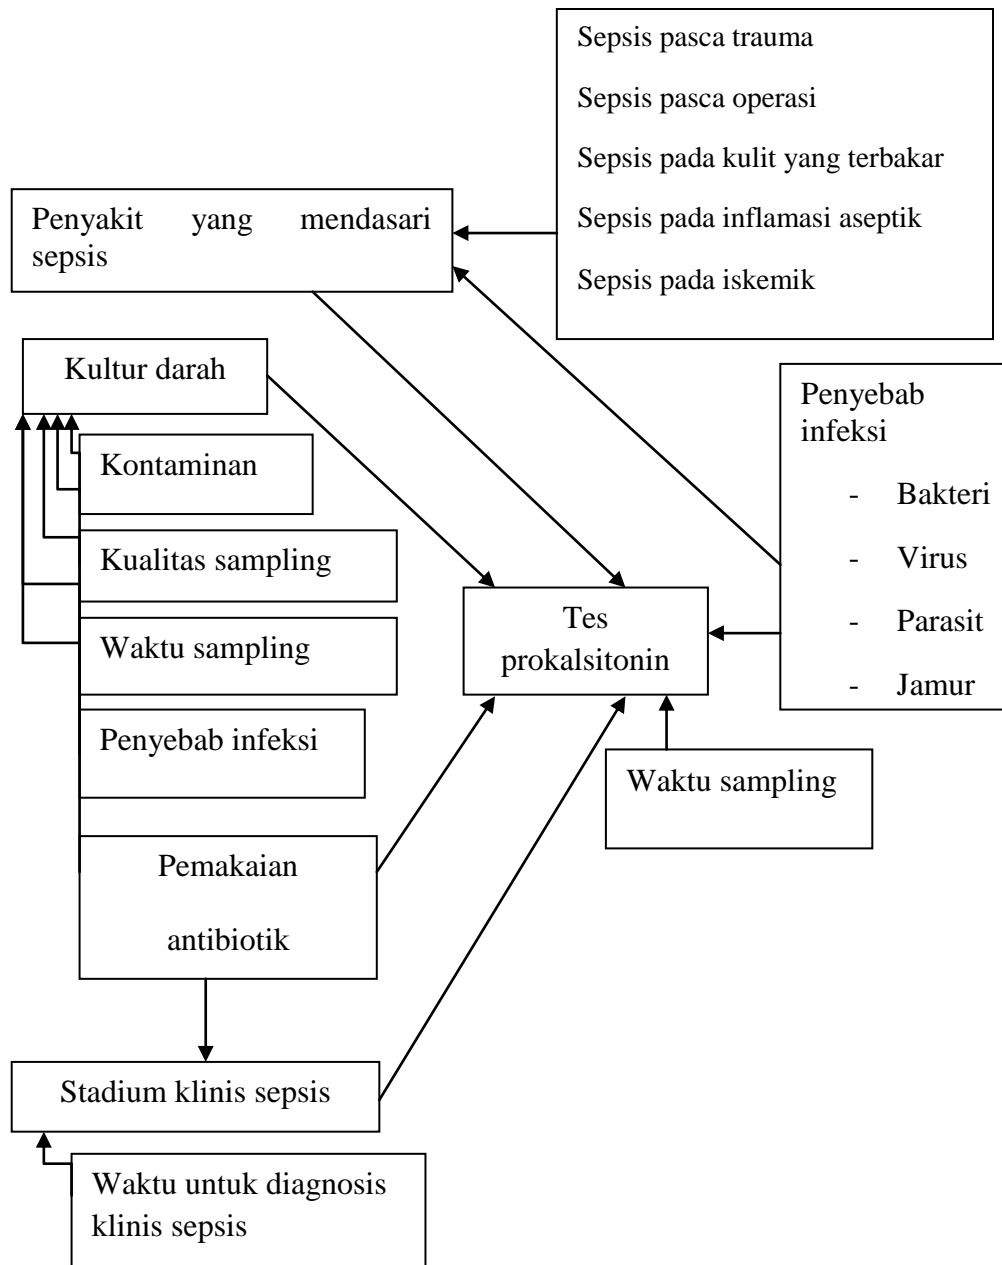 Sepsis pasca trauma
Sepsis pasca operasi
Sepsis pada kulit yang terbakar
Sepsis pada inflamasi aseptik
Sepsis pada iskemik
Penyakit yang mendasari
sepsis
Kultur darah
Penyebab
infeksi
- Bakteri
- Virus
- Parasit
- Jamur
Kontaminan
Kualitas sampling
Waktu sampling
Penyebab infeksi
Tes
prokalsitonin
Waktu sampling
Pemakaian
antibiotik
Stadium klinis sepsis
Waktu untuk diagnosis
klinis sepsis